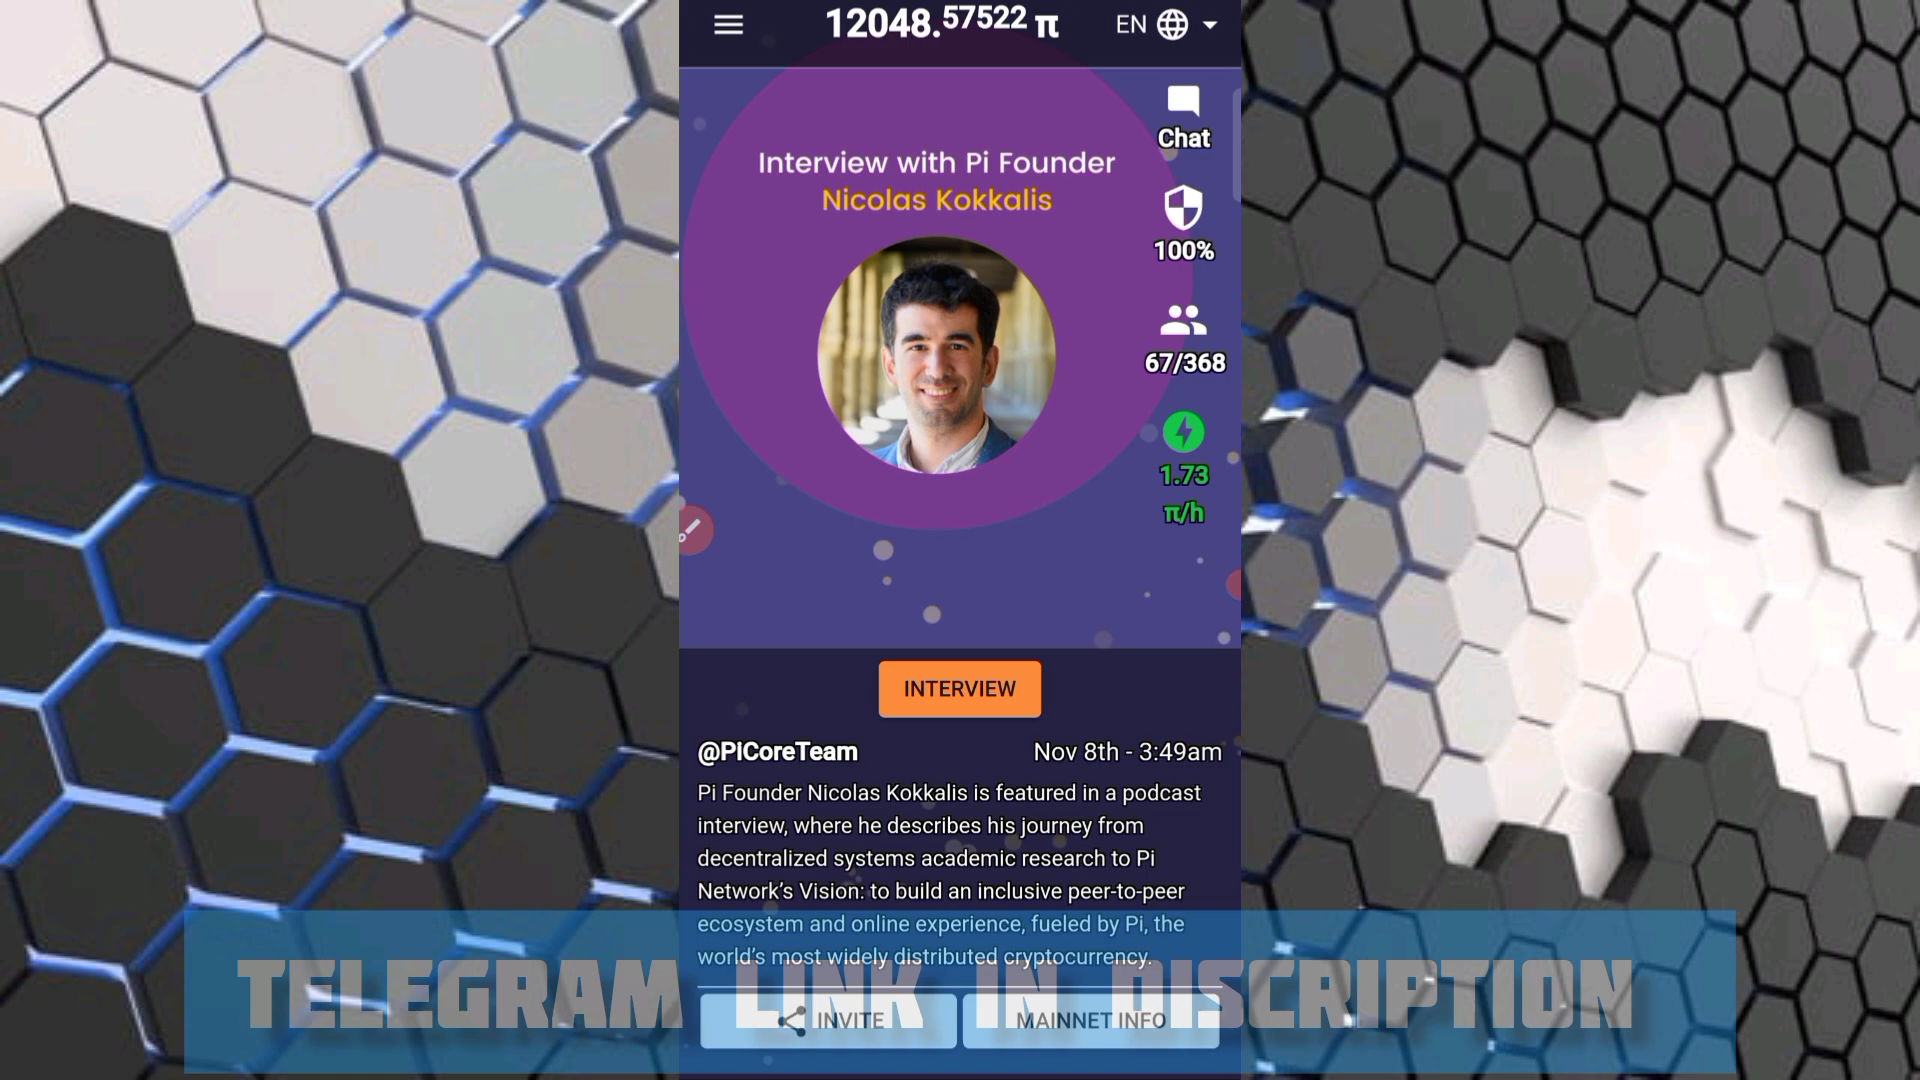 12048.57522 π
EN
Chat
Interview with Pi Founder
Nicolas Kokkalis
100%
67/368
1.73
π/h
INTERVIEW
@PiCoreTeam
Nov 8th - 3:49am
Pi Founder Nicolas Kokkalis is featured in a podcast
interview, where he describes his journey from
decentralized systems academic research to Pi
Network’s Vision: to build an inclusive peer-to-peer
ecosystem and online experience, fueled by Pi, the
world’s most widely distributed cryptocurrency.
TELEGRAM LINK IN DISCRIPTION
INVITE
MAINNET INFO